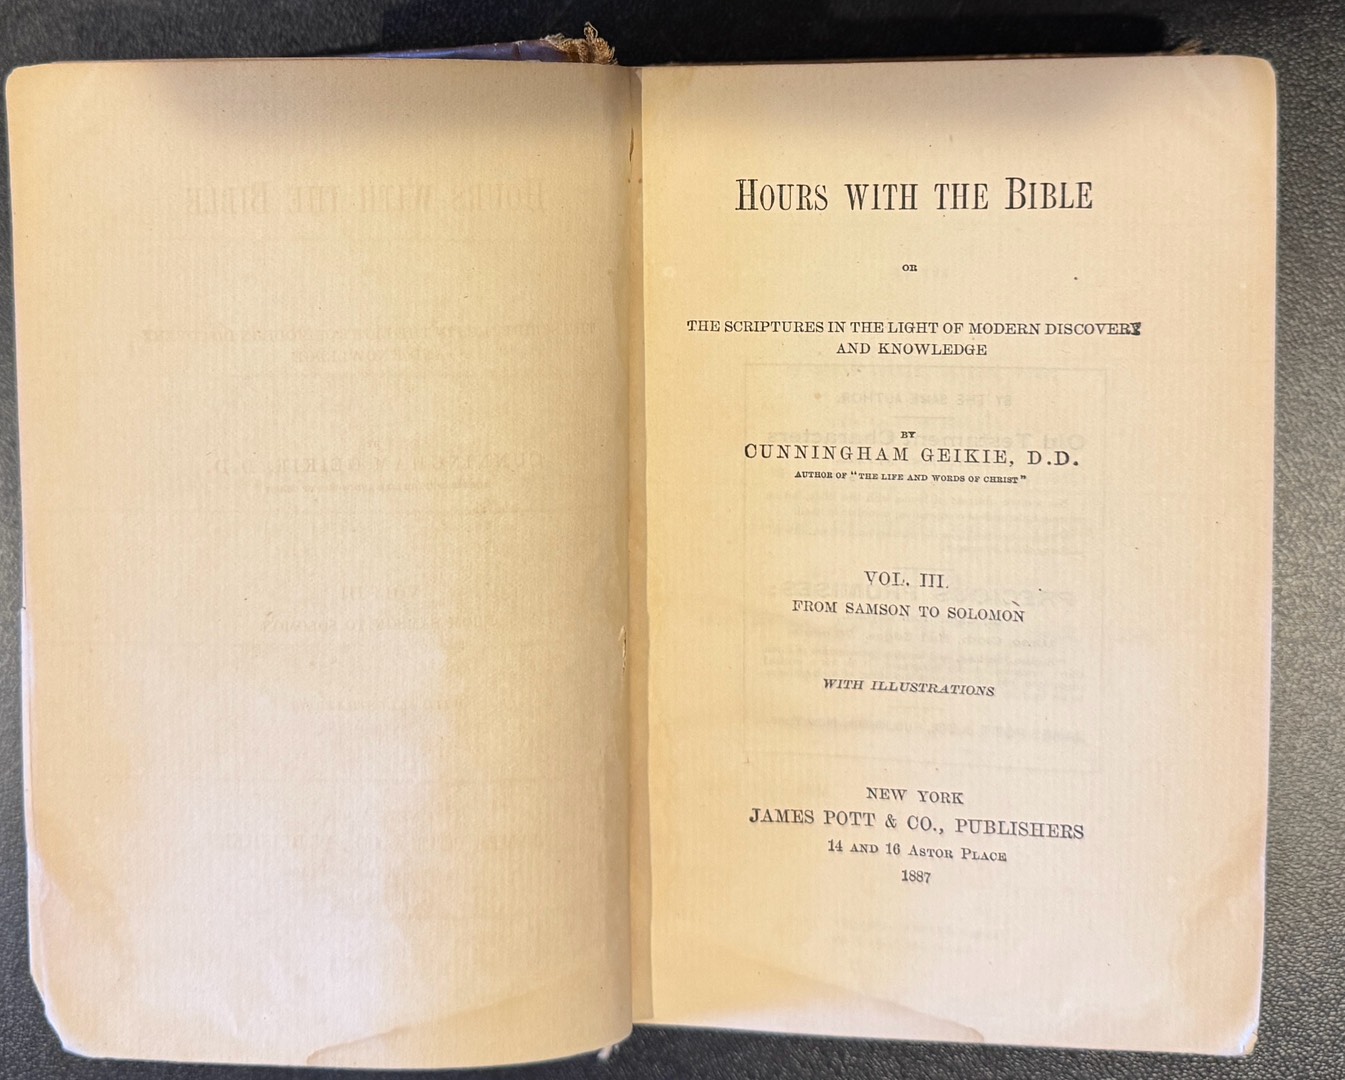 HOURS WITH THE BIBLE
OR
THE SCRIPTURES IN THE LIGHT OF MODERN DISCOVERY
AND KNOWLEDGE
BY
CUNNINGHAM GEIKIE, D.D.
AUTHOR OF "THE LIFE AND WORDS OF CHRIST"
VOL. III.
FROM SAMSON TO SOLOMON
WITH ILLUSTRATIONS
NEW YORK
JAMES POTT & CO., PUBLISHERS
14 AND 16 ASTOR PLACE
1887